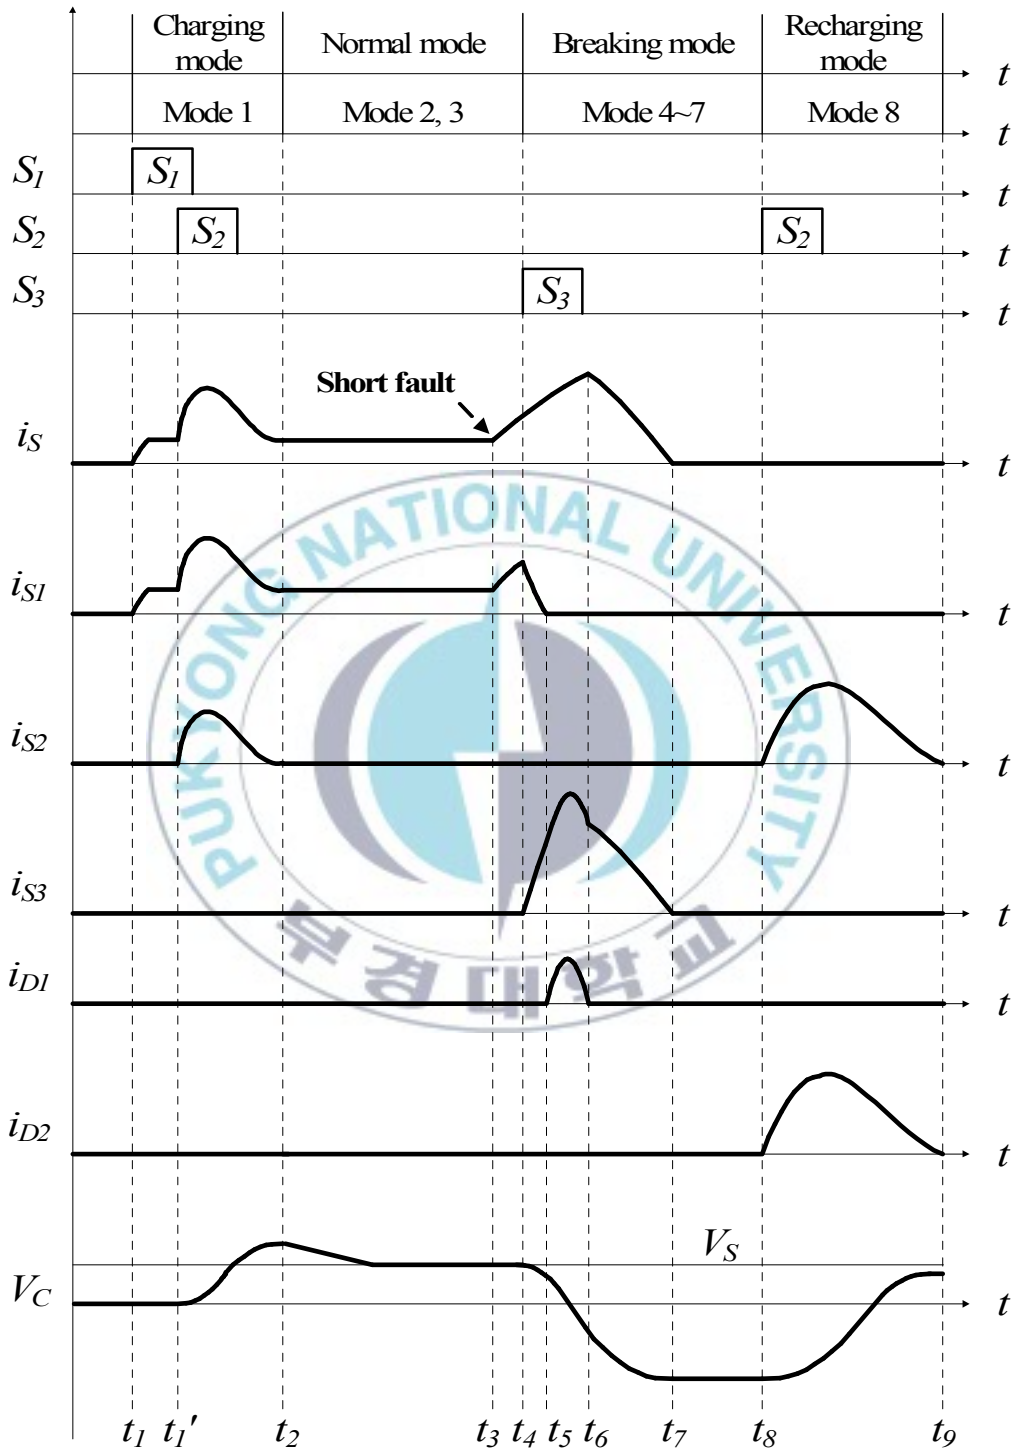 Charging mode
Normal mode
Breaking mode
Recharging mode
t
Mode 1
Mode 2, 3
Mode 4~7
Mode 8
t
S1
S1
t
S2
S2
S2
t
S3
S3
t
Short fault
iS
t
PUKYONG NATIONAL UNIVERSITY
iS1
t
iS2
t
iS3
t
부경대학교
iD1
t
iD2
t
VS
VC
t
t1 t1' t2 t3 t4 t5 t6 t7 t8 t9